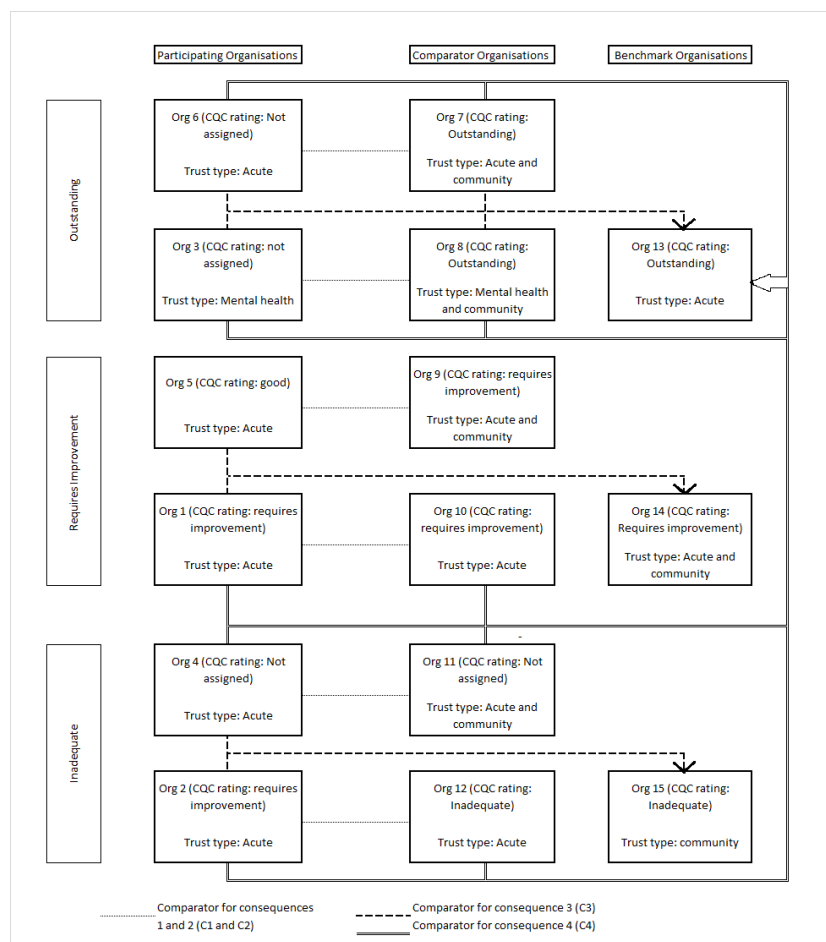 Participating Organisations
Comparator Organisations
Benchmark Organisations
Outstanding
Org 6 (CQC rating: Not
assigned)
Trust type: Acute
Org 7 (CQC rating:
Outstanding)
Trust type: Acute and
community
Org 3 (CQC rating: not
assigned)
Trust type: Mental health
Org 8 (CQC rating:
Outstanding)
Trust type: Mental health
and community
Org 13 (CQC rating:
Outstanding)
Trust type: Acute
Requires Improvement
Org 5 (CQC rating: good)
Trust type: Acute
Org 9 (CQC rating: requires
improvement)
Trust type: Acute and
community
Org 1 (CQC rating: requires
improvement)
Trust type: Acute
Org 10 (CQC rating:
requires improvement)
Trust type: Acute
Org 14 (CQC rating:
Requires improvement)
Trust type: Acute and
community
Inadequate
Org 4 (CQC rating: Not
assigned)
Trust type: Acute
Org 11 (CQC rating: Not
assigned)
Trust type: Acute and
community
Org 2 (CQC rating: requires
improvement)
Trust type: Acute
Org 12 (CQC rating:
Inadequate)
Trust type: Acute
Org 15 (CQC rating:
Inadequate)
Trust type: community
Comparator for consequences
1 and 2 (C1 and C2)
Comparator for consequence 3 (C3)
Comparator for consequence 4 (C4)